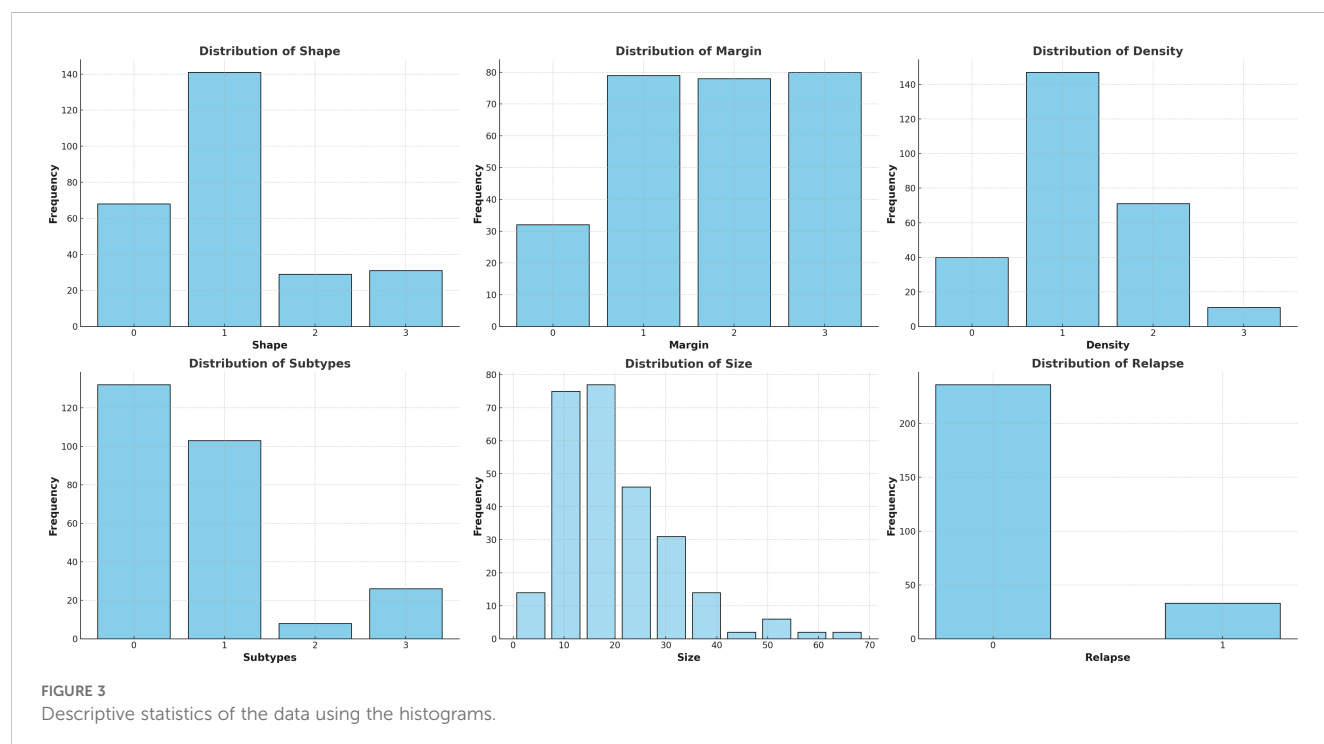 Distribution of Shape
140
120
100
80
60
40
20
0
Frequency
0 1 2 3
Shape
Distribution of Margin
80
70
60
50
40
30
20
10
0
Frequency
0 1 2 3
Margin
Distribution of Density
140
120
100
80
60
40
20
0
Frequency
0 1 2 3
Density
Distribution of Subtypes
120
100
80
60
40
20
0
Frequency
0 1 2 3
Subtypes
Distribution of Size
80
70
60
50
40
30
20
10
0
Frequency
0 10 20 30 40 50 60 70
Size
Distribution of Relapse
200
150
100
50
0
Frequency
0 1
Relapse
FIGURE 3
Descriptive statistics of the data using the histograms.